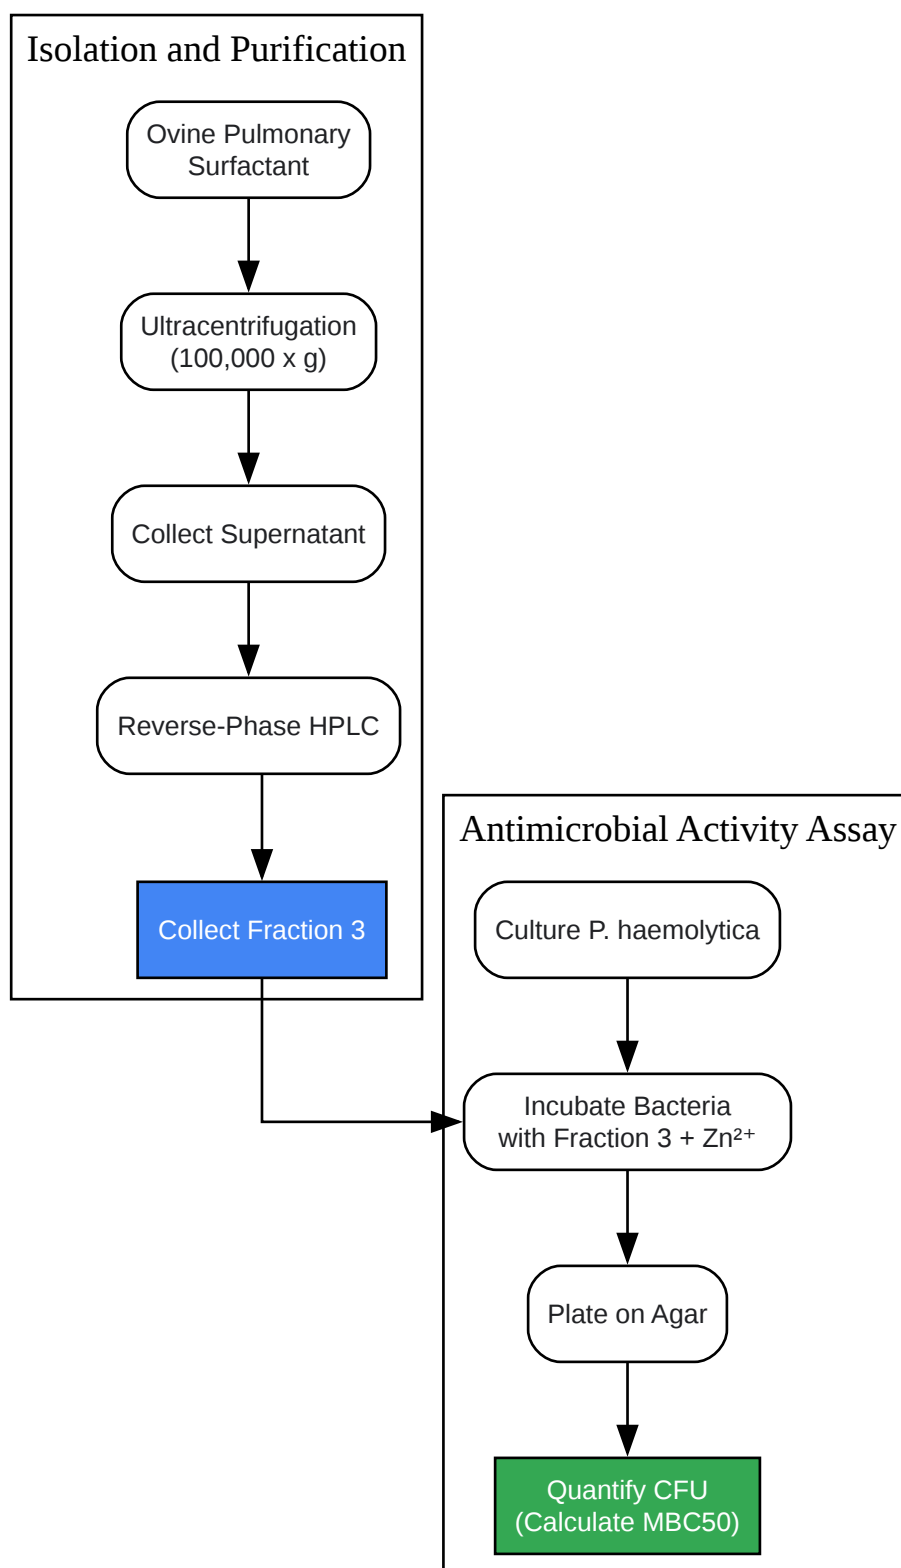 Isolation and Purification
Ovine Pulmonary
Surfactant
Ultracentrifugation
(100,000 x g)
Collect Supernatant
Reverse-Phase HPLC
Collect Fraction 3
Antimicrobial Activity Assay
Culture P. haemolytica
Incubate Bacteria
with Fraction 3 + Zn²⁺
Plate on Agar
Quantify CFU
(Calculate MBC50)